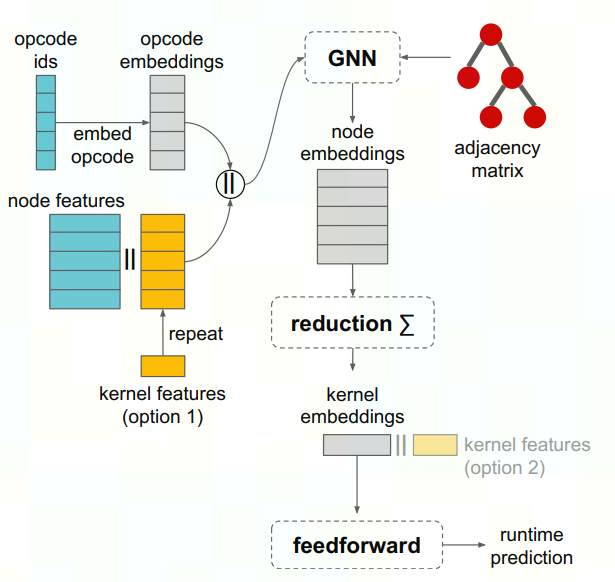 opcode
ids
opcode
embeddings
embed
opcode
GNN
adjacency
matrix
node
embeddings
||
node features
||
repeat
kernel features
(option 1)
reduction ∑
kernel
embeddings
||
kernel features
(option 2)
feedforward
runtime
prediction